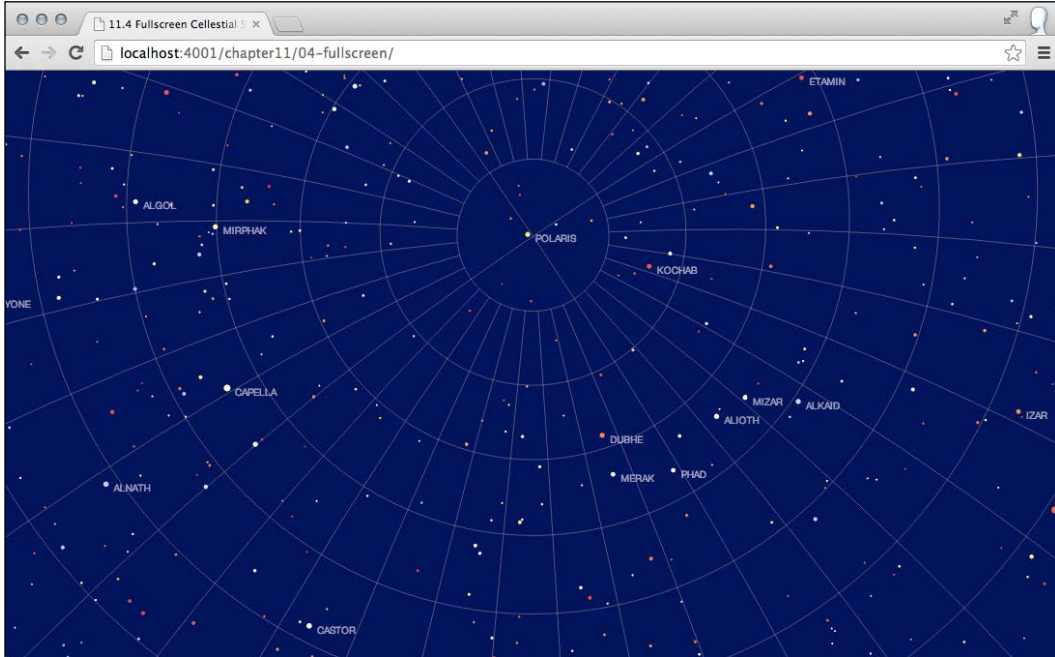 11.4 Fullscreen Cellestial S
localhost:4001/chapter11/04-fullscreen/
ETAMIN
ALGOL
MIRPHAK
POLARIS
KOCHAB
YONE
CAPELLA
MIZAR
ALKAID
ALIOTH
IZAR
DUBHE
MERAK
PHAD
ALNATH
CASTOR